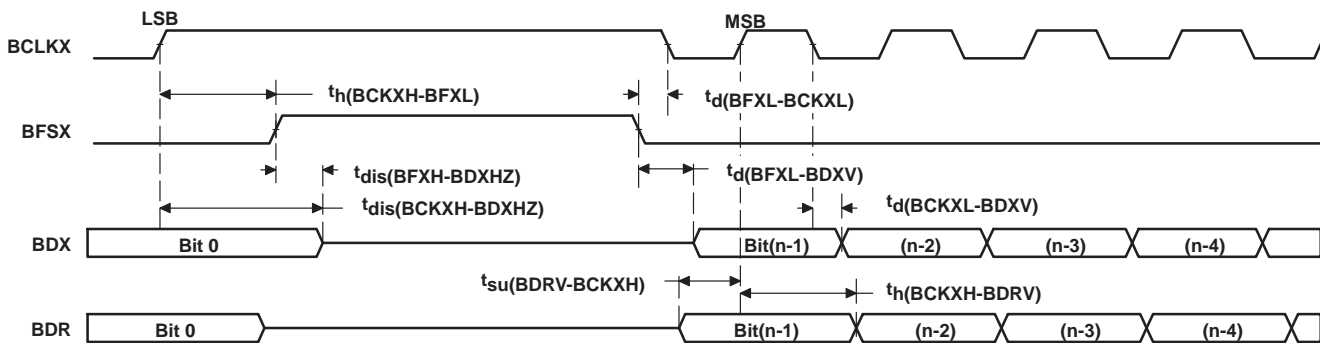 LSB
MSB
BCLKX
th(BCKXH-BFXL)
td(BFXL-BCKXL)
BFSX
tdis(BFXH-BDXHZ)
td(BFXL-BDXV)
tdis(BCKXH-BDXHZ)
td(BCKXL-BDXV)
BDX
Bit 0
Bit(n-1)
(n-2)
(n-3)
(n-4)
tsu(BDRV-BCKXH)
th(BCKXH-BDRV)
BDR
Bit 0
Bit(n-1)
(n-2)
(n-3)
(n-4)